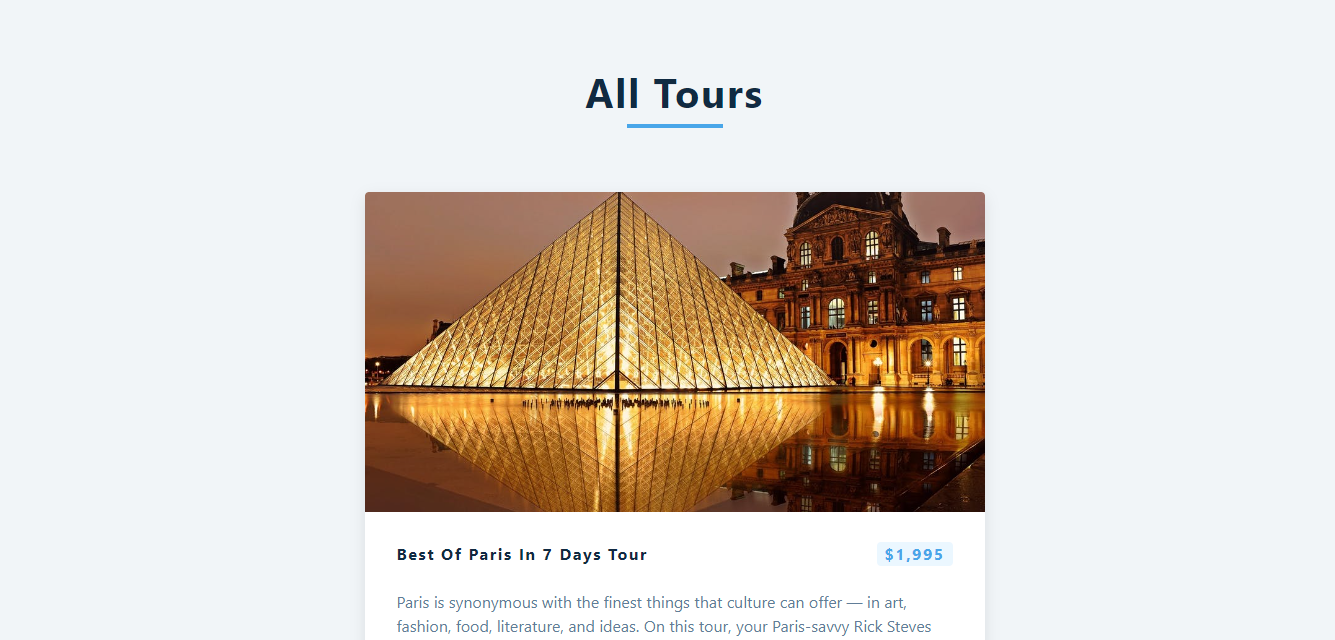 All Tours
Best Of Paris In 7 Days Tour
$1,995
Paris is synonymous with the finest things that culture can offer — in art,
fashion, food, literature, and ideas. On this tour, your Paris-savvy Rick Steves